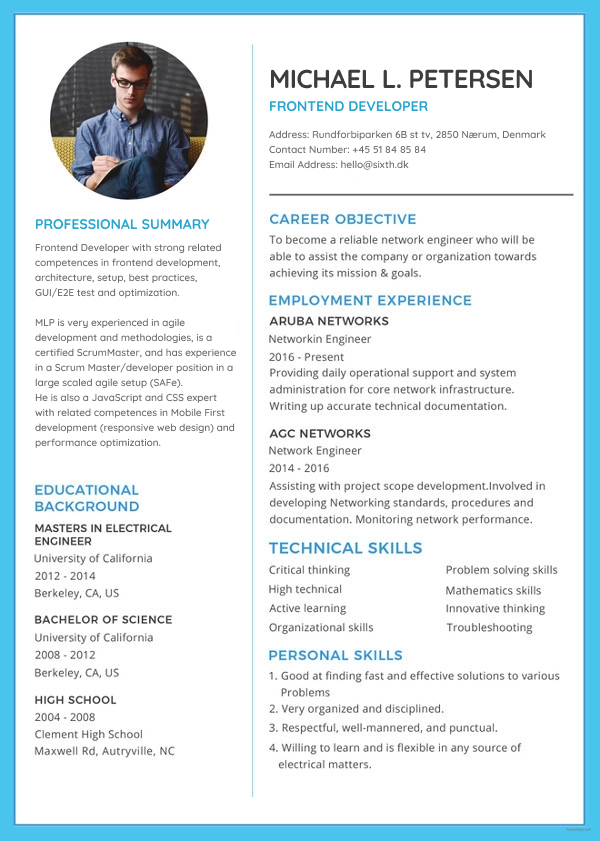 MICHAEL L. PETERSEN
FRONTEND DEVELOPER
Address: Rundforbiparken 6B st tv, 2850 Nærum, Denmark
Contact Number: +45 51 84 85 84
Email Address: hello@sixth.dk
PROFESSIONAL SUMMARY
Frontend Developer with strong related
competences in frontend development,
architecture, setup, best practices,
GUI/E2E test and optimization.
MLP is very experienced in agile
development and methodologies, is a
certified ScrumMaster, and has experience
in a Scrum Master/developer position in a
large scaled agile setup (SAFe).
He is also a JavaScript and CSS expert
with related competences in Mobile First
development (responsive web design) and
performance optimization.
EDUCATIONAL
BACKGROUND
MASTERS IN ELECTRICAL
ENGINEER
University of California
2012 - 2014
Berkeley, CA, US
BACHELOR OF SCIENCE
University of California
2008 - 2012
Berkeley, CA, US
HIGH SCHOOL
2004 - 2008
Clement High School
Maxwell Rd, Autryville, NC
CAREER OBJECTIVE
To become a reliable network engineer who will be
able to assist the company or organization towards
achieving its mission & goals.
EMPLOYMENT EXPERIENCE
ARUBA NETWORKS
Networkin Engineer
2016 - Present
Providing daily operational support and system
administration for core network infrastructure.
Writing up accurate technical documentation.
AGC NETWORKS
Network Engineer
2014 - 2016
Assisting with project scope development.Involved in
developing Networking standards, procedures and
documentation. Monitoring network performance.
TECHNICAL SKILLS
Critical thinking
High technical
Active learning
Organizational skills
Problem solving skills
Mathematics skills
Innovative thinking
Troubleshooting
PERSONAL SKILLS
1. Good at finding fast and effective solutions to various
Problems
2. Very organized and disciplined.
3. Respectful, well-mannered, and punctual.
4. Willing to learn and is flexible in any source of
electrical matters.